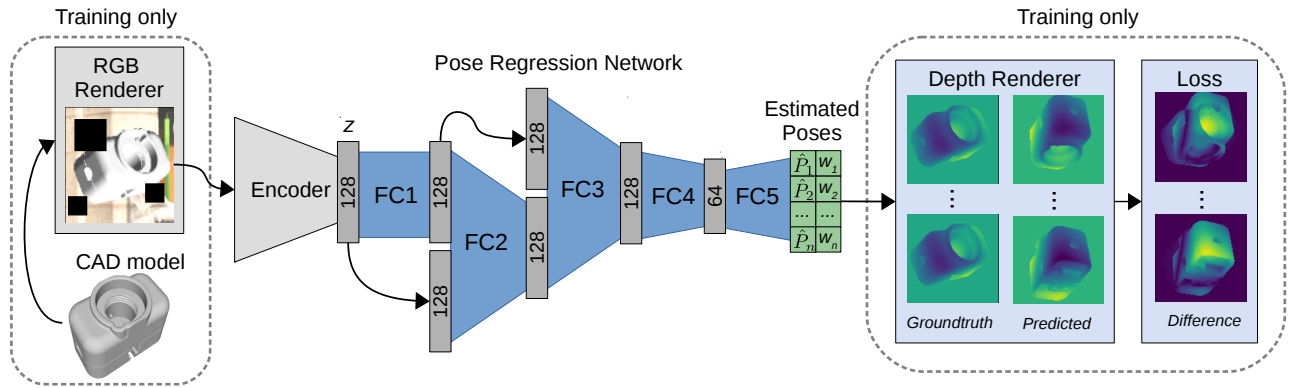 Training only
RGB
Renderer
CAD model
Encoder
z
128
FC1
128
128
FC2
Pose Regression Network
128
128
FC3
128
FC4
64
FC5
Estimated
Poses
P̂₁ w₁
P̂₂ w₂
... ...
P̂ₙ wₙ
Training only
Depth Renderer
...
...
Groundtruth
Predicted
Loss
...
Difference